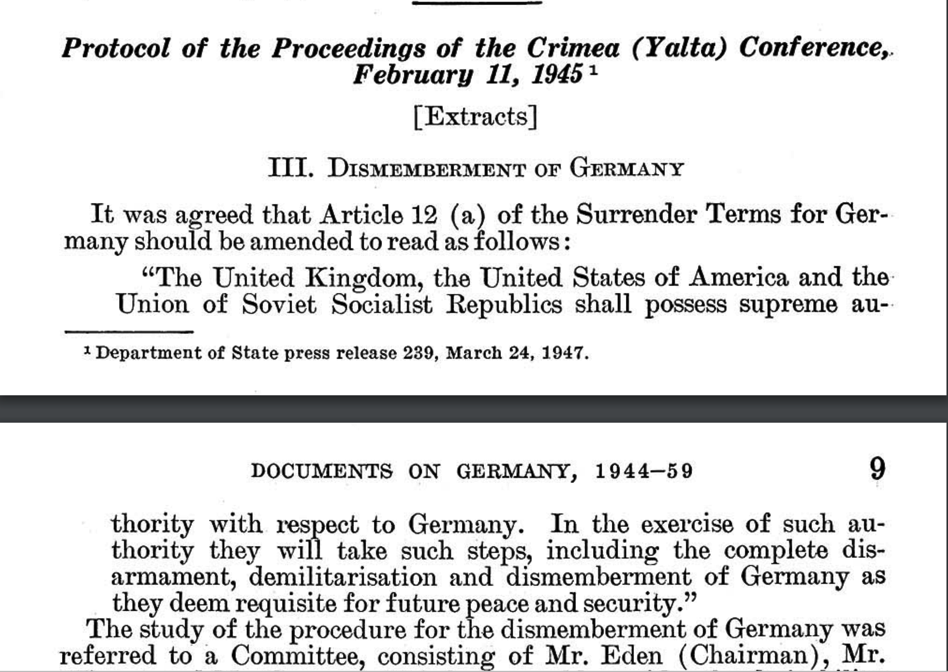 Protocol of the Proceedings of the Crimea (Yalta) Conference,
February 11, 1945 ¹
[Extracts]
III. DISMEMBERMENT OF GERMANY
It was agreed that Article 12 (a) of the Surrender Terms for Ger-
many should be amended to read as follows:
“The United Kingdom, the United States of America and the
Union of Soviet Socialist Republics shall possess supreme au-
¹ Department of State press release 239, March 24, 1947.
DOCUMENTS ON GERMANY, 1944–59 9
thority with respect to Germany. In the exercise of such au-
thority they will take such steps, including the complete dis-
armament, demilitarisation and dismemberment of Germany as
they deem requisite for future peace and security.”
The study of the procedure for the dismemberment of Germany was
referred to a Committee, consisting of Mr. Eden (Chairman), Mr.